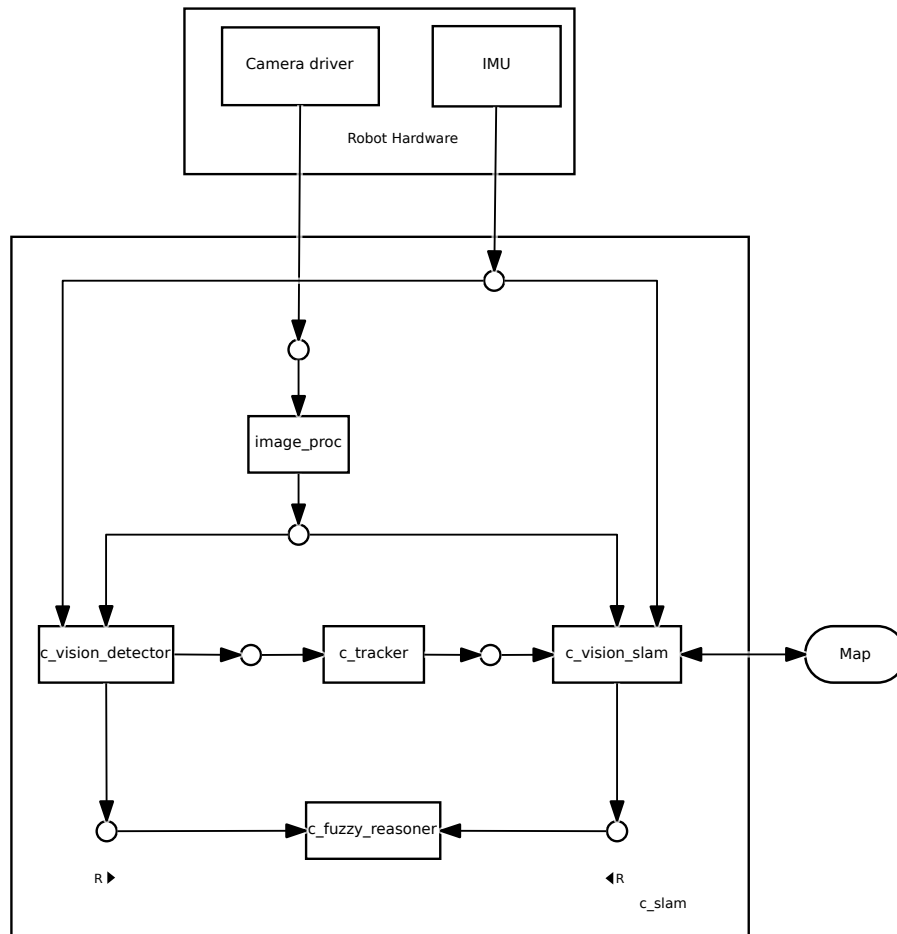 Camera driver
IMU
Robot Hardware
image_proc
c_vision_detector
c_tracker
c_vision_slam
Map
c_fuzzy_reasoner
R
R
c_slam